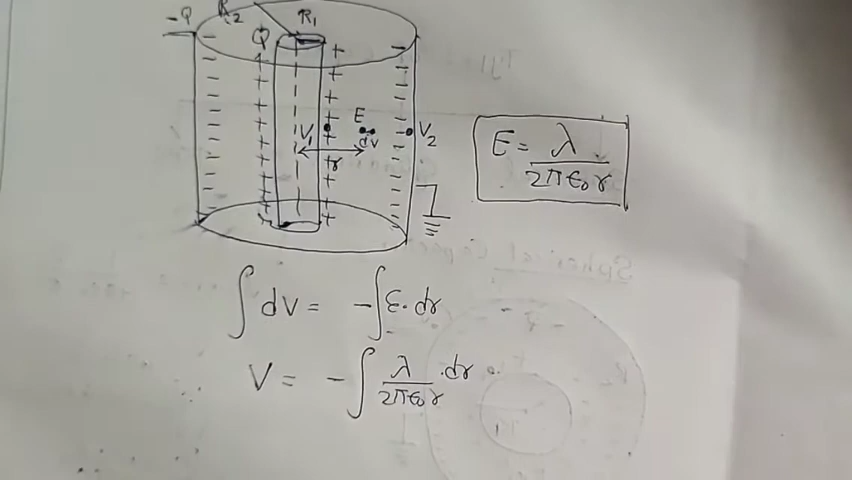 -Q R2 R1
Q
E
V1 dV V2
r
E = λ / 2πϵ₀r
∫dV = -∫ε·dr
V = -∫ λ / 2πϵ₀r ·dr